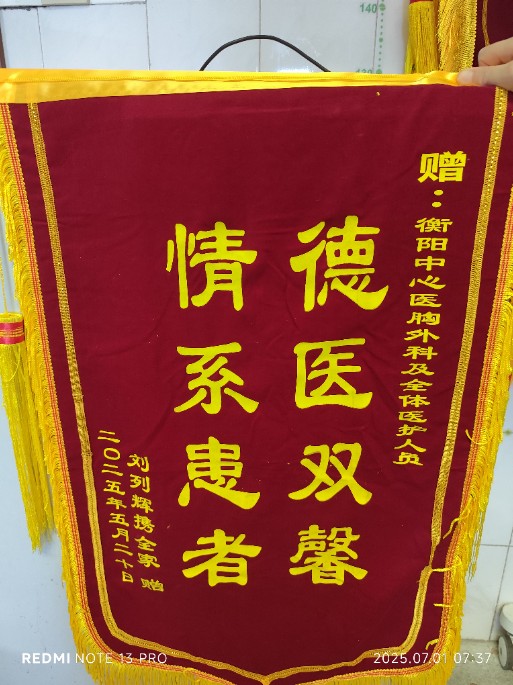 赠：衡阳中心医胸外科及全体医护人员
德医双馨
情系患者
刘列辉携全家 赠
二〇二五年五月二十日
140
REDMI NOTE 13 PRO
2025.07.01 07:37